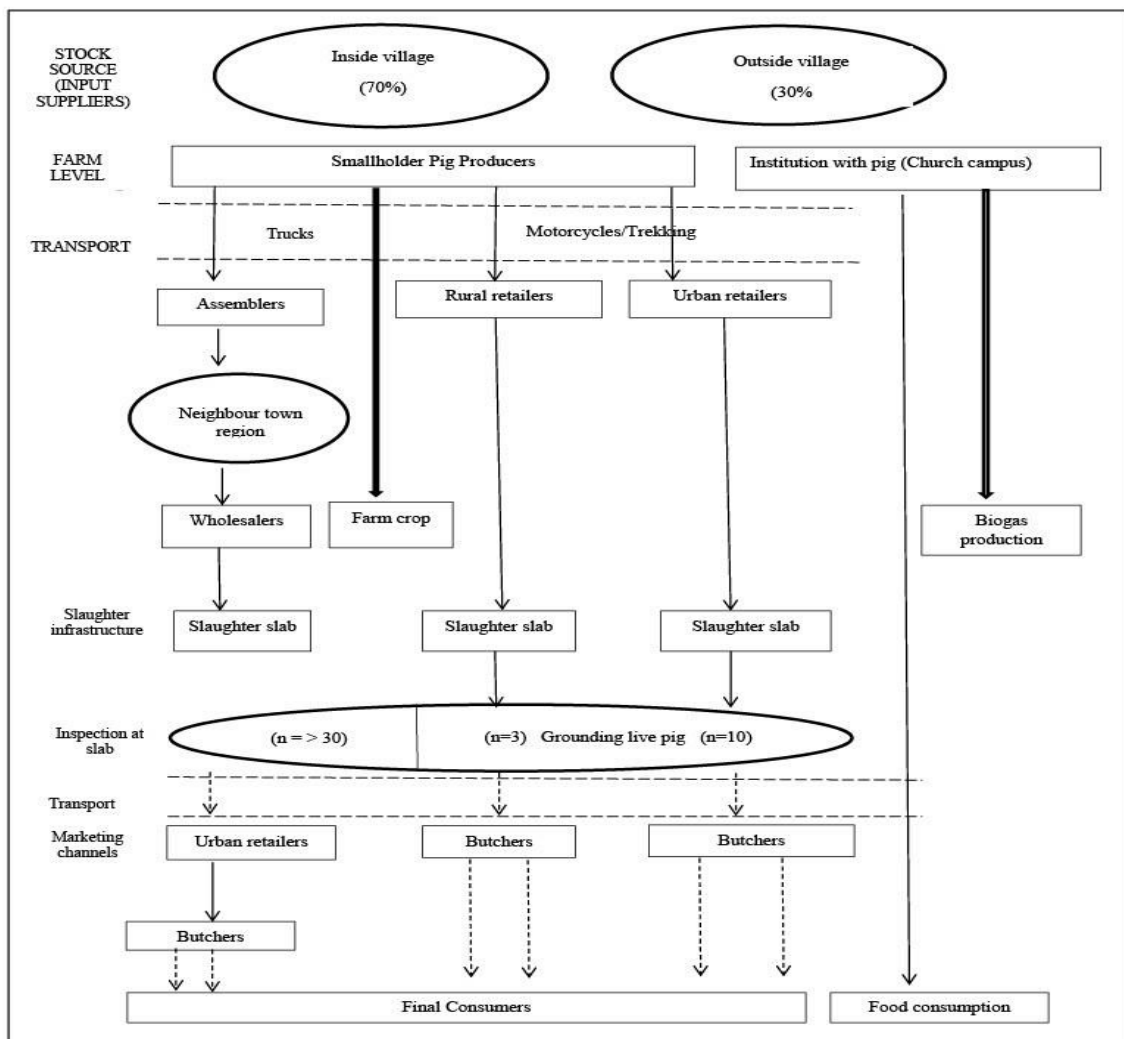 STOCK
SOURCE
(INPUT
SUPPLIERS)
Inside village
(70%)
Outside village
(30%
FARM
LEVEL
Smallholder Pig Producers
Institution with pig (Church campus)
TRANSPORT
Trucks
Motorcycles/Trekking
Assemblers
Rural retailers
Urban retailers
Neighbour town
region
Wholesalers
Farm crop
Biogas
production
Slaughter
infrastructure
Slaughter slab
Slaughter slab
Slaughter slab
Inspection at
slab
(n = > 30)
(n=3) Grounding live pig (n=10)
Transport
Marketing
channels
Urban retailers
Butchers
Butchers
Butchers
Final Consumers
Food consumption